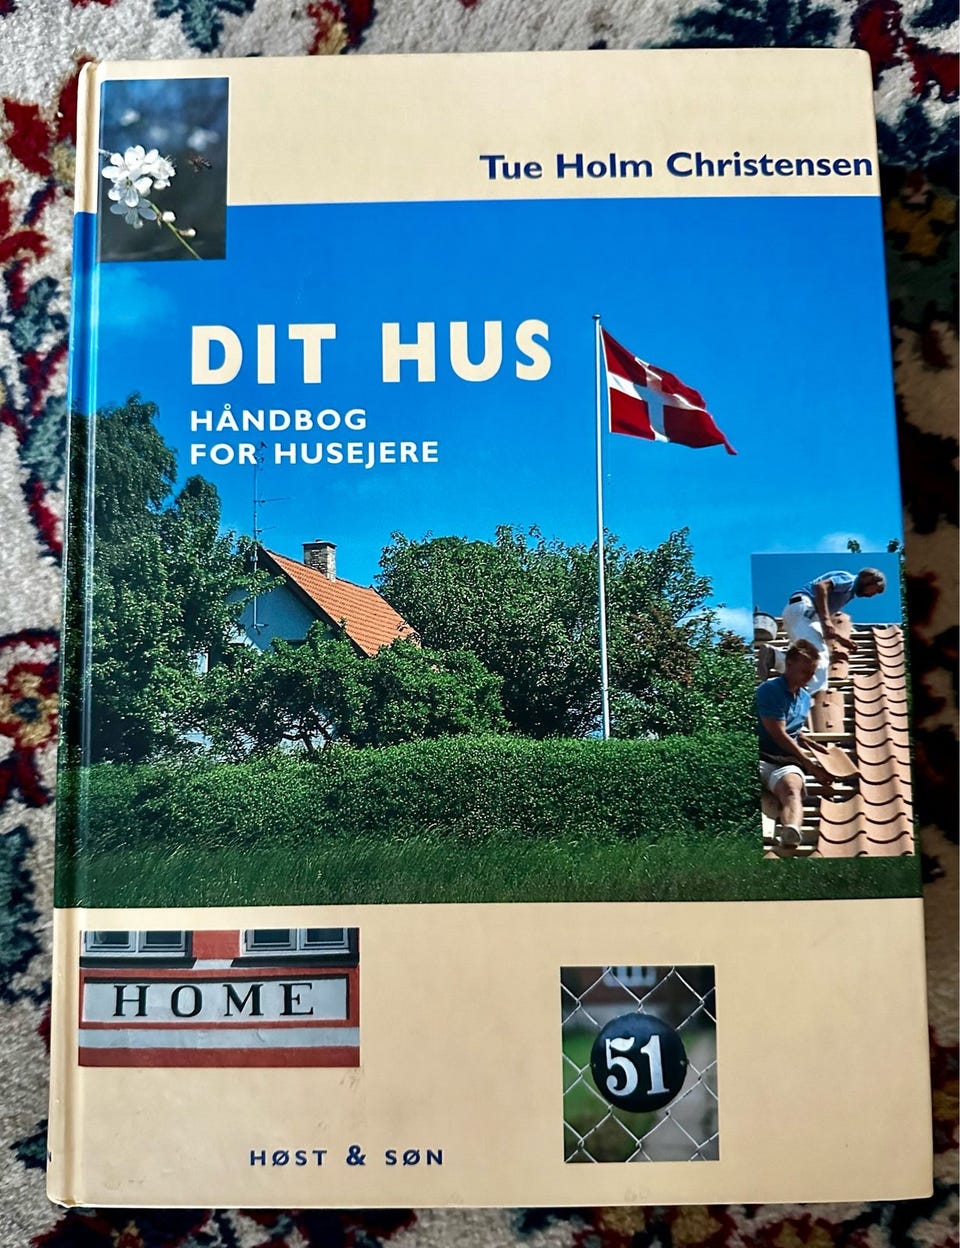 Tue Holm Christensen
DIT HUS
HÅNDBOG
FOR HUSEJERE
HOME
51
HØST & SØN